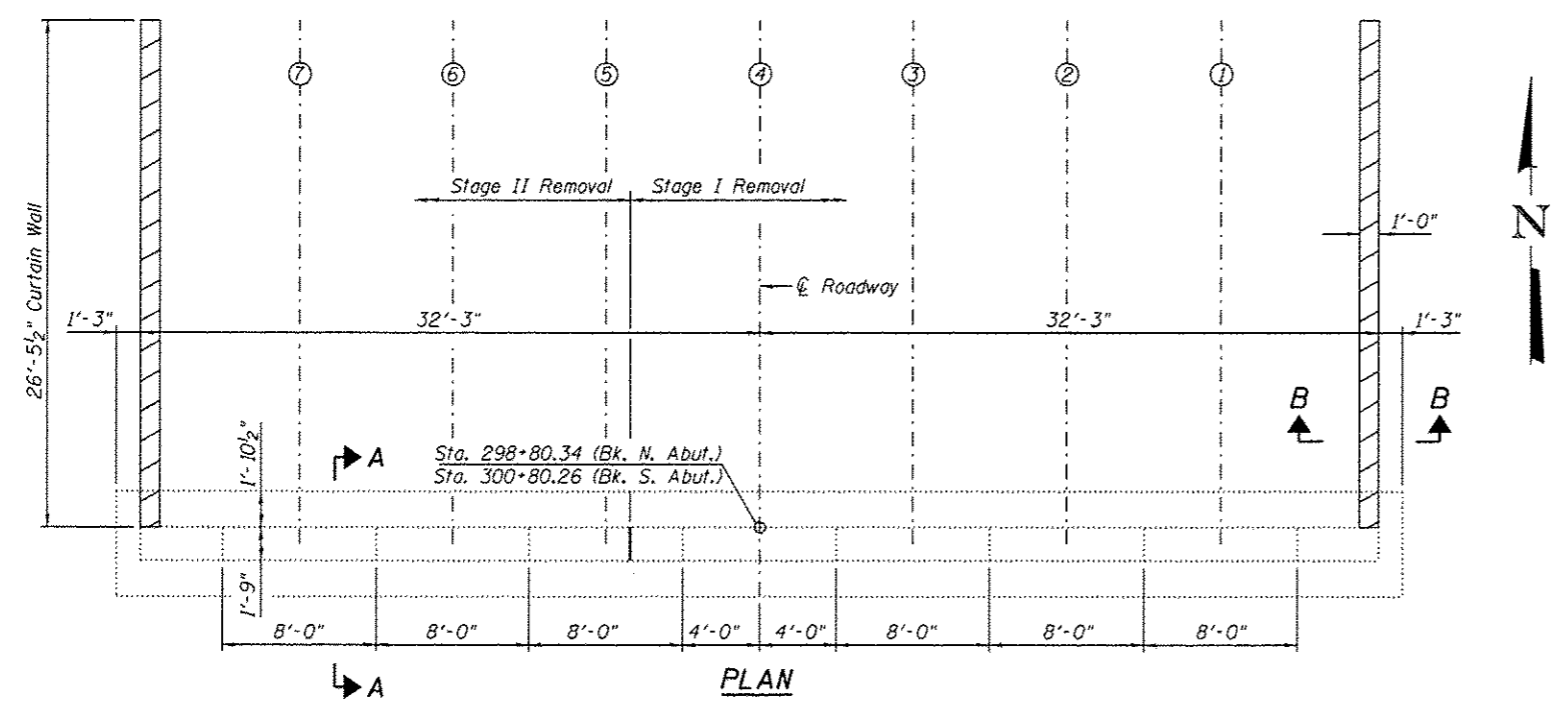 7 6 5 4 3 2 1
N
Stage II Removal Stage I Removal
1'-0"
℄ Roadway
26'-5½" Curtain Wall
1'-3" 32'-3" 32'-3" 1'-3"
B B
1'-10½"
A
Sta. 298+80.34 (Bk. N. Abut.)
Sta. 300+80.26 (Bk. S. Abut.)
1'-9"
8'-0" 8'-0" 8'-0" 4'-0" 4'-0" 8'-0" 8'-0" 8'-0"
A
PLAN